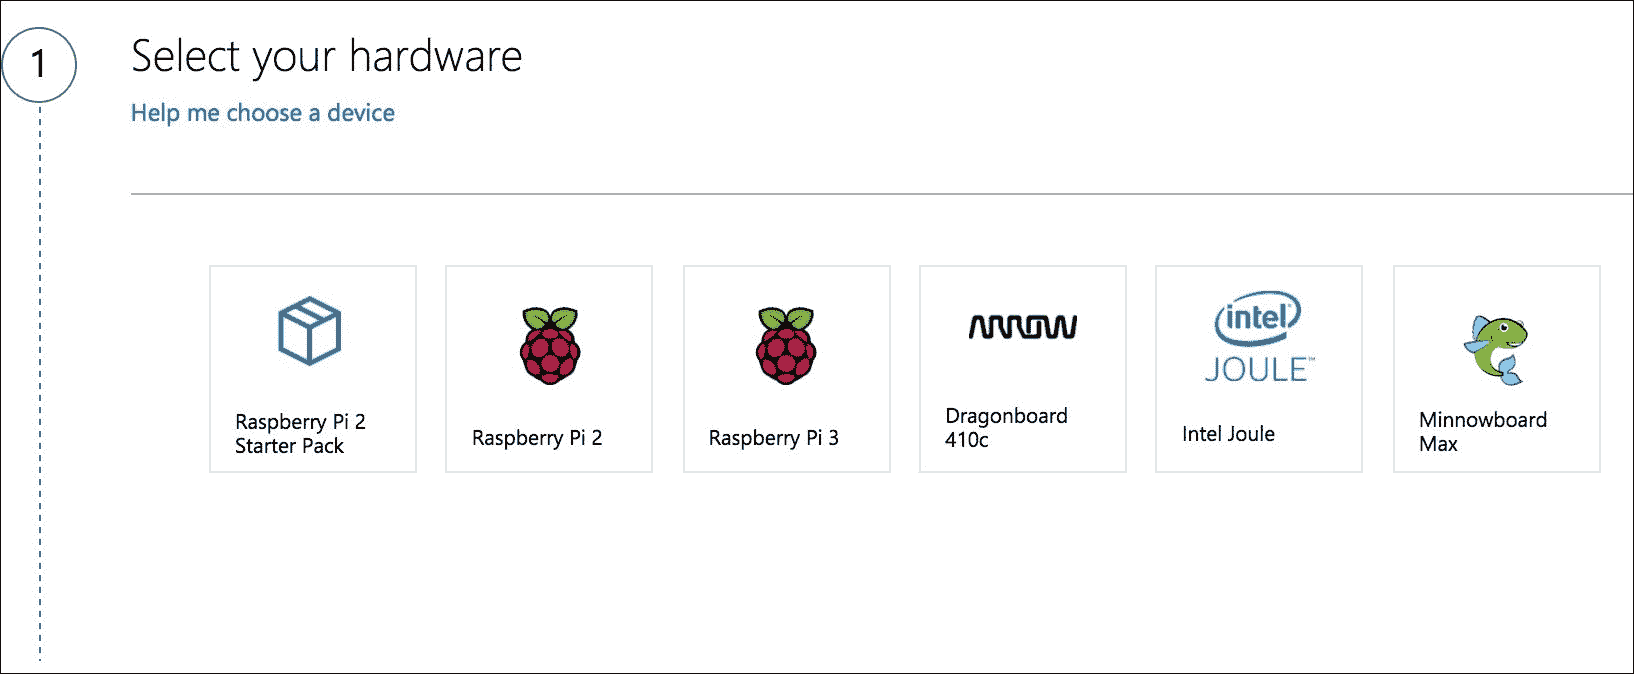 1
Select your hardware
Help me choose a device
Raspberry Pi 2
Starter Pack
Raspberry Pi 2
Raspberry Pi 3
ARROW
Dragonboard
410c
intel
JOULE™
Intel Joule
Minnowboard
Max